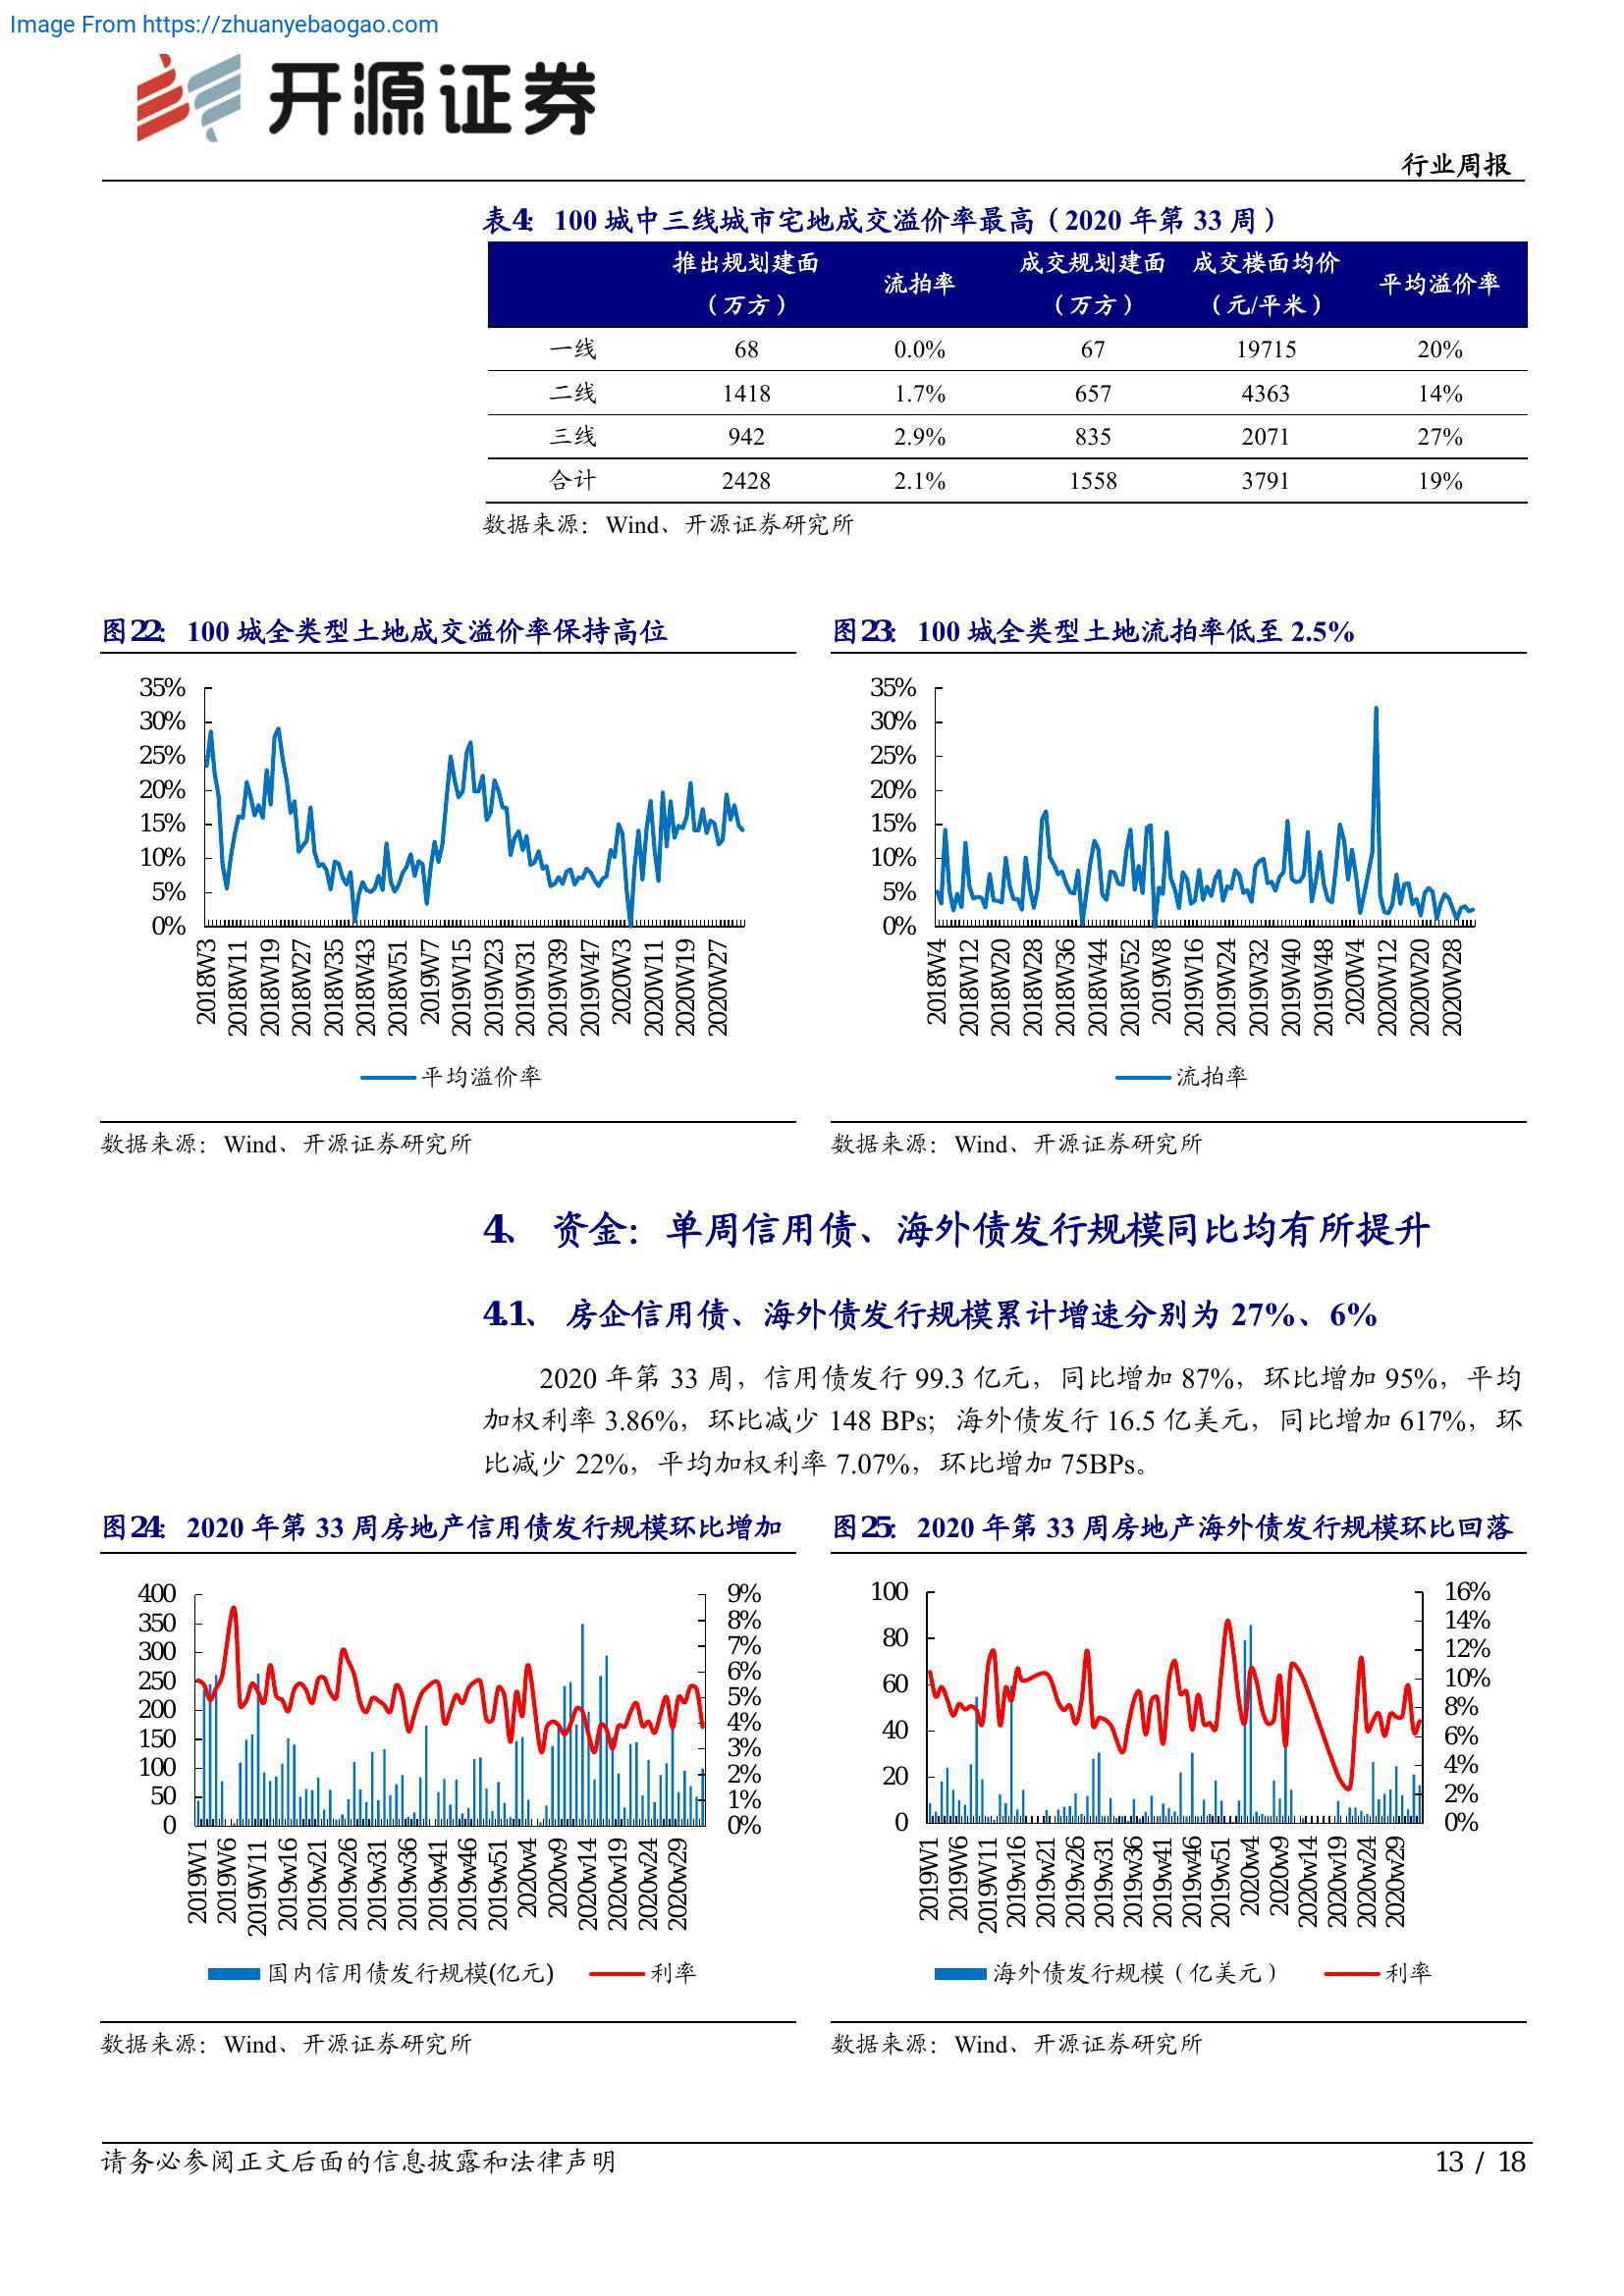 Image From https://zhuanyebaogao.com
开源证券
行业周报
表4： 100 城中三线城市宅地成交溢价率最高（2020 年第 33 周）
推出规划建面（万方） 流拍率 成交规划建面（万方） 成交楼面均价（元/平米） 平均溢价率
一线 68 0.0% 67 19715 20%
二线 1418 1.7% 657 4363 14%
三线 942 2.9% 835 2071 27%
合计 2428 2.1% 1558 3791 19%
数据来源：Wind、开源证券研究所
图22： 100 城全类型土地成交溢价率保持高位
35%
30%
25%
20%
15%
10%
5%
0%
2018W3 2018W11 2018W19 2018W27 2018W35 2018W43 2018W51 2019W7 2019W15 2019W23 2019W31 2019W39 2019W47 2020W3 2020W11 2020W19 2020W27
平均溢价率
数据来源：Wind、开源证券研究所
图23： 100 城全类型土地流拍率低至 2.5%
35%
30%
25%
20%
15%
10%
5%
0%
2018W4 2018W12 2018W20 2018W28 2018W36 2018W44 2018W52 2019W8 2019W16 2019W24 2019W32 2019W40 2019W48 2020W4 2020W12 2020W20 2020W28
流拍率
数据来源：Wind、开源证券研究所
4、 资金：单周信用债、海外债发行规模同比均有所提升
4.1、 房企信用债、海外债发行规模累计增速分别为 27%、6%
2020 年第 33 周，信用债发行 99.3 亿元，同比增加 87%，环比增加 95%，平均
加权利率 3.86%，环比减少 148 BPs；海外债发行 16.5 亿美元，同比增加 617%，环
比减少 22%，平均加权利率 7.07%，环比增加 75BPs。
图24： 2020 年第 33 周房地产信用债发行规模环比增加
400
350
300
250
200
150
100
50
0
9%
8%
7%
6%
5%
4%
3%
2%
1%
0%
2019W1 2019W6 2019W11 2019w16 2019w21 2019w26 2019w31 2019w36 2019w41 2019w46 2019w51 2020w4 2020w9 2020w14 2020w19 2020w24 2020w29
国内信用债发行规模(亿元) 利率
数据来源：Wind、开源证券研究所
图25： 2020 年第 33 周房地产海外债发行规模环比回落
100
80
60
40
20
0
16%
14%
12%
10%
8%
6%
4%
2%
0%
2019W1 2019W6 2019W11 2019w16 2019w21 2019w26 2019w31 2019w36 2019w41 2019w46 2019w51 2020w4 2020w9 2020w14 2020w19 2020w24 2020w29
海外债发行规模（亿美元） 利率
数据来源：Wind、开源证券研究所
请务必参阅正文后面的信息披露和法律声明
13 / 18